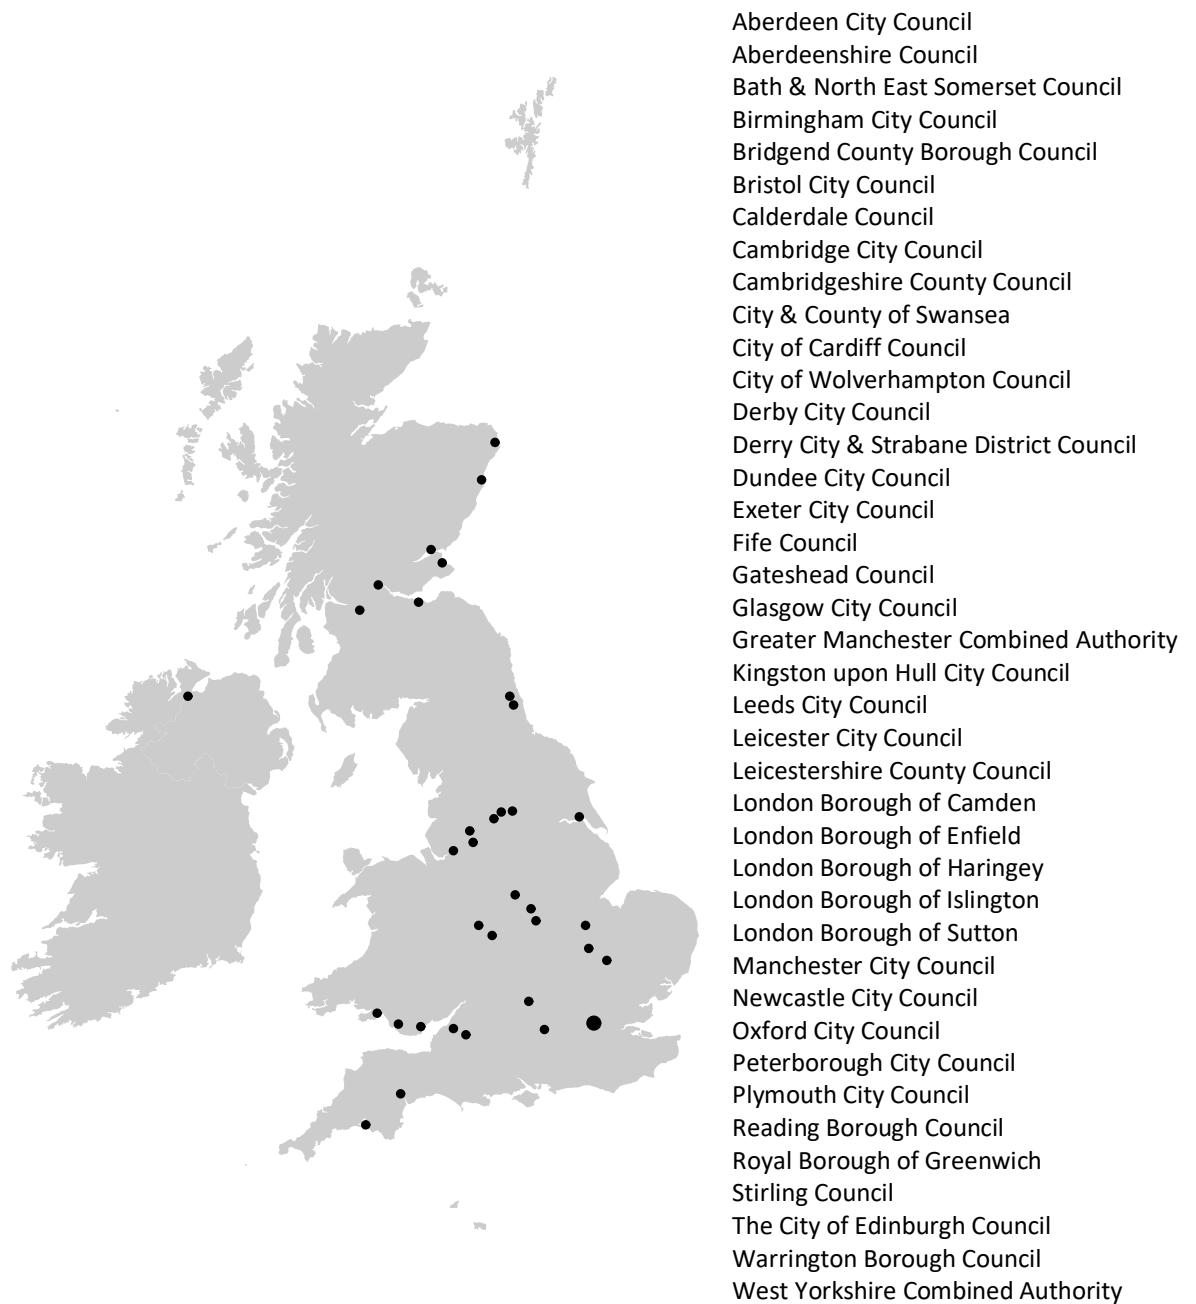 Aberdeen City Council
Aberdeenshire Council
Bath & North East Somerset Council
Birmingham City Council
Bridgend County Borough Council
Bristol City Council
Calderdale Council
Cambridge City Council
Cambridgeshire County Council
City & County of Swansea
City of Cardiff Council
City of Wolverhampton Council
Derby City Council
Derry City & Strabane District Council
Dundee City Council
Exeter City Council
Fife Council
Gateshead Council
Glasgow City Council
Greater Manchester Combined Authority
Kingston upon Hull City Council
Leeds City Council
Leicester City Council
Leicestershire County Council
London Borough of Camden
London Borough of Enfield
London Borough of Haringey
London Borough of Islington
London Borough of Sutton
Manchester City Council
Newcastle City Council
Oxford City Council
Peterborough City Council
Plymouth City Council
Reading Borough Council
Royal Borough of Greenwich
Stirling Council
The City of Edinburgh Council
Warrington Borough Council
West Yorkshire Combined Authority